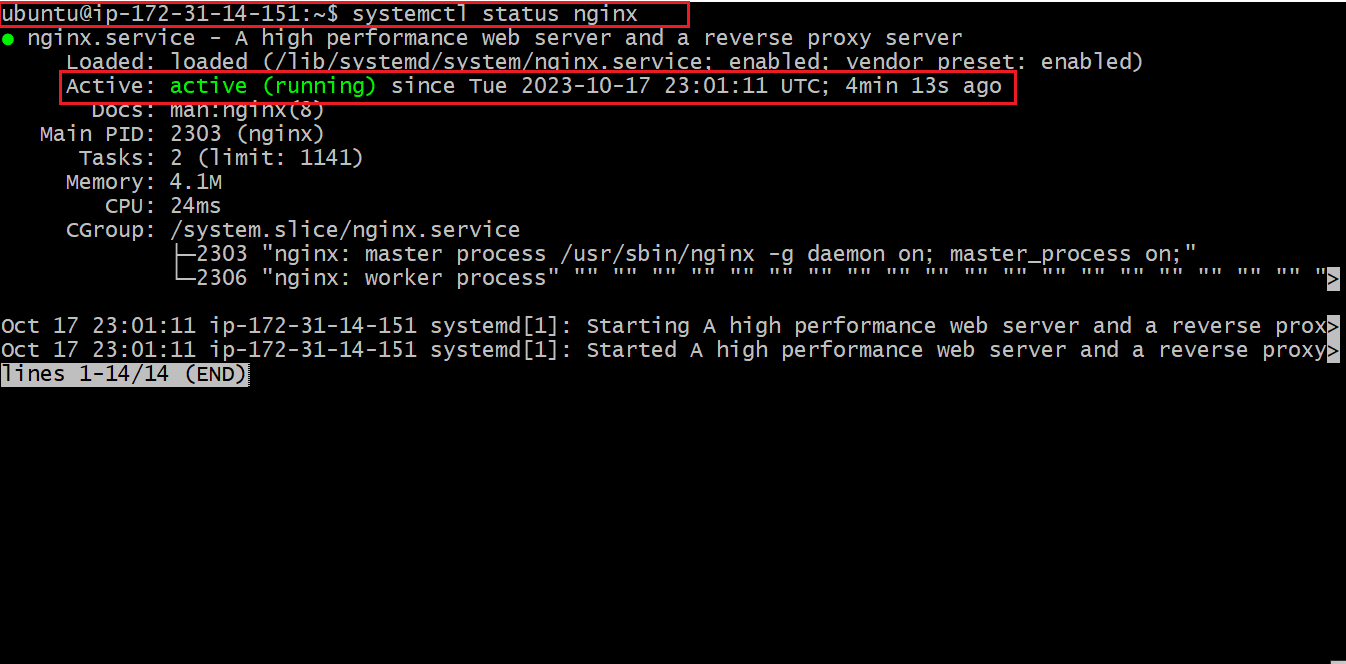 ubuntu@ip-172-31-14-151:~$ systemctl status nginx
● nginx.service - A high performance web server and a reverse proxy server
     Loaded: loaded (/lib/systemd/system/nginx.service; enabled; vendor preset: enabled)
     Active: active (running) since Tue 2023-10-17 23:01:11 UTC; 4min 13s ago
       Docs: man:nginx(8)
   Main PID: 2303 (nginx)
      Tasks: 2 (limit: 1141)
     Memory: 4.1M
        CPU: 24ms
     CGroup: /system.slice/nginx.service
             ├─2303 "nginx: master process /usr/sbin/nginx -g daemon on; master_process on;"
             └─2306 "nginx: worker process" "" "" "" "" "" "" "" "" "" "" "" "" "" "" "" "" "" "" "" ">

Oct 17 23:01:11 ip-172-31-14-151 systemd[1]: Starting A high performance web server and a reverse prox>
Oct 17 23:01:11 ip-172-31-14-151 systemd[1]: Started A high performance web server and a reverse proxy>
lines 1-14/14 (END)